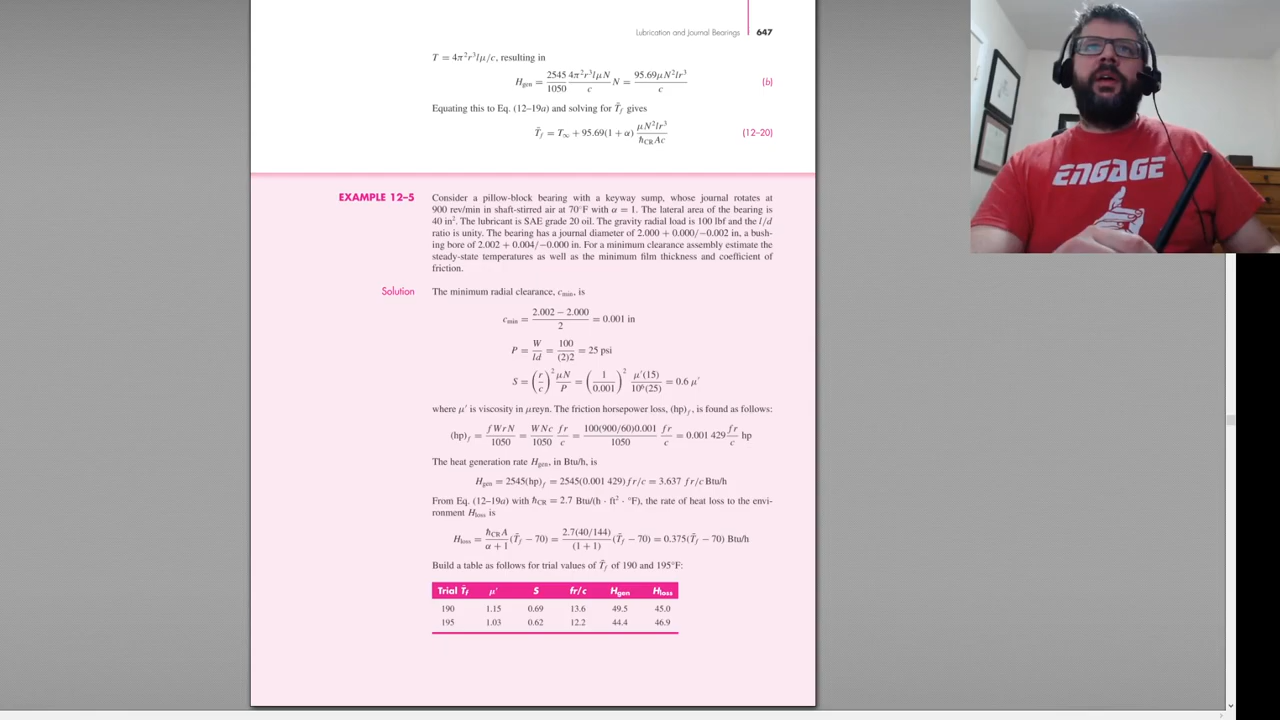 Lubrication and Journal Bearings 647
T = 4π²r³lμ/c, resulting in
H_gen = 2545/1050 4π²r³lμN/c N = 95.69μN²lr³/c (b)
Equating this to Eq. (12–19a) and solving for T̄_f gives
T̄_f = T_∞ + 95.69(1 + α) μN²lr³/ħ_CR Ac (12–20)
EXAMPLE 12–5 Consider a pillow-block bearing with a keyway sump, whose journal rotates at
900 rev/min in shaft-stirred air at 70°F with α = 1. The lateral area of the bearing is
40 in². The lubricant is SAE grade 20 oil. The gravity radial load is 100 lbf and the l/d
ratio is unity. The bearing has a journal diameter of 2.000 + 0.000/−0.002 in, a bush-
ing bore of 2.002 + 0.004/−0.000 in. For a minimum clearance assembly estimate the
steady-state temperatures as well as the minimum film thickness and coefficient of
friction.
Solution The minimum radial clearance, c_min, is
c_min = 2.002 − 2.000/2 = 0.001 in
P = W/ld = 100/(2)2 = 25 psi
S = (r/c)² μN/P = (1/0.001)² μ′(15)/10⁶(25) = 0.6 μ′
where μ′ is viscosity in μreyn. The friction horsepower loss, (hp)_f, is found as follows:
(hp)_f = fWrN/1050 = WNc/1050 fr/c = 100(900/60)0.001/1050 fr/c = 0.001 429 fr/c hp
The heat generation rate H_gen, in Btu/h, is
H_gen = 2545(hp)_f = 2545(0.001 429)fr/c = 3.637 fr/c Btu/h
From Eq. (12–19a) with ħ_CR = 2.7 Btu/(h · ft² · °F), the rate of heat loss to the envi-
ronment H_loss is
H_loss = ħ_CR A/α + 1 (T̄_f − 70) = 2.7(40/144)/(1 + 1) (T̄_f − 70) = 0.375(T̄_f − 70) Btu/h
Build a table as follows for trial values of T̄_f of 190 and 195°F:
Trial T̄_f μ′ S fr/c H_gen H_loss
190 1.15 0.69 13.6 49.5 45.0
195 1.03 0.62 12.2 44.4 46.9
ENGAGE